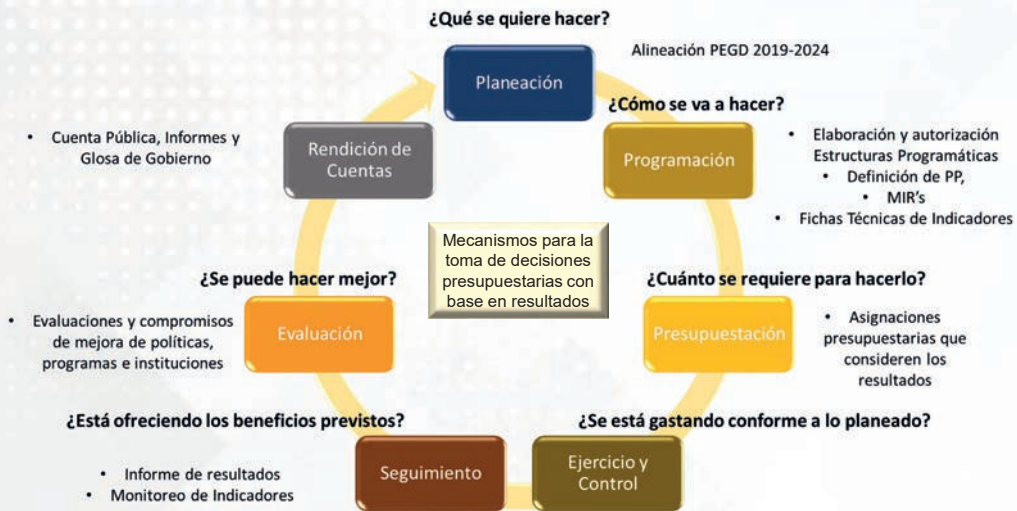 ¿Qué se quiere hacer?
Planeación
Alineación PEGD 2019-2024
¿Cómo se va a hacer?
Programación
• Elaboración y autorización
Estructuras Programáticas
• Definición de PP,
• MIR's
• Fichas Técnicas de Indicadores
¿Cuánto se requiere para hacerlo?
Presupuestación
• Asignaciones
presupuestarias que
consideren los
resultados
¿Se está gastando conforme a lo planeado?
Ejercicio y
Control
¿Está ofreciendo los beneficios previstos?
Seguimiento
• Informe de resultados
• Monitoreo de Indicadores
¿Se puede hacer mejor?
Evaluación
• Evaluaciones y compromisos
de mejora de políticas,
programas e instituciones
Rendición de
Cuentas
• Cuenta Pública, Informes y
Glosa de Gobierno
Mecanismos para la
toma de decisiones
presupuestarias con
base en resultados